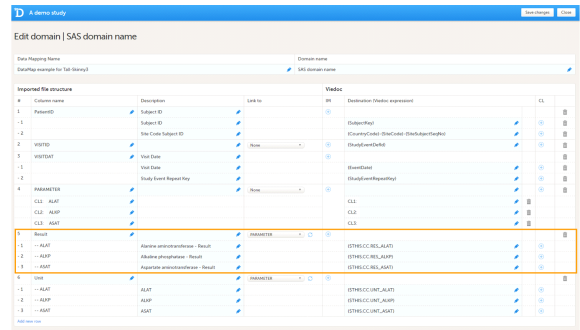 A demo study
Save changes
Close
Edit domain | SAS domain name
Data Mapping Name
Domain name
DataMap example for Tall-Skinny3
SAS domain name
Imported file structure
Viedoc
# Column name Description Link to IM Destination (Viedoc expression) CL
1 PatientID Subject ID
- 1 Subject ID {SubjectKey}
- 2 Site Code Subject ID {CountryCode}-{SiteCode}-{SiteSubjectSeqNo}
2 VISITID None {StudyEventDefId}
3 VISITDAT Visit Date
- 1 Visit Date {EventDate}
- 2 Study Event Repeat Key {StudyEventRepeatKey}
4 PARAMETER None
CL1: ALAT CL1:
CL2: ALKP CL2:
CL3: ASAT CL3:
5 Result PARAMETER
- 1 -- ALAT Alanine aminotransferase - Result {$THIS.CC.RES_ALAT}
- 2 -- ALKP Alkaline phosphatase - Result {$THIS.CC.RES_ALKP}
- 3 -- ASAT Aspartate aminotransferase - Result {$THIS.CC.RES_ASAT}
6 Unit PARAMETER
- 1 -- ALAT ALAT {$THIS.CC.UNT_ALAT}
- 2 -- ALKP ALKP {$THIS.CC.UNT_ALKP}
- 3 -- ASAT ASAT {$THIS.CC.UNT_ASAT}
Add new row